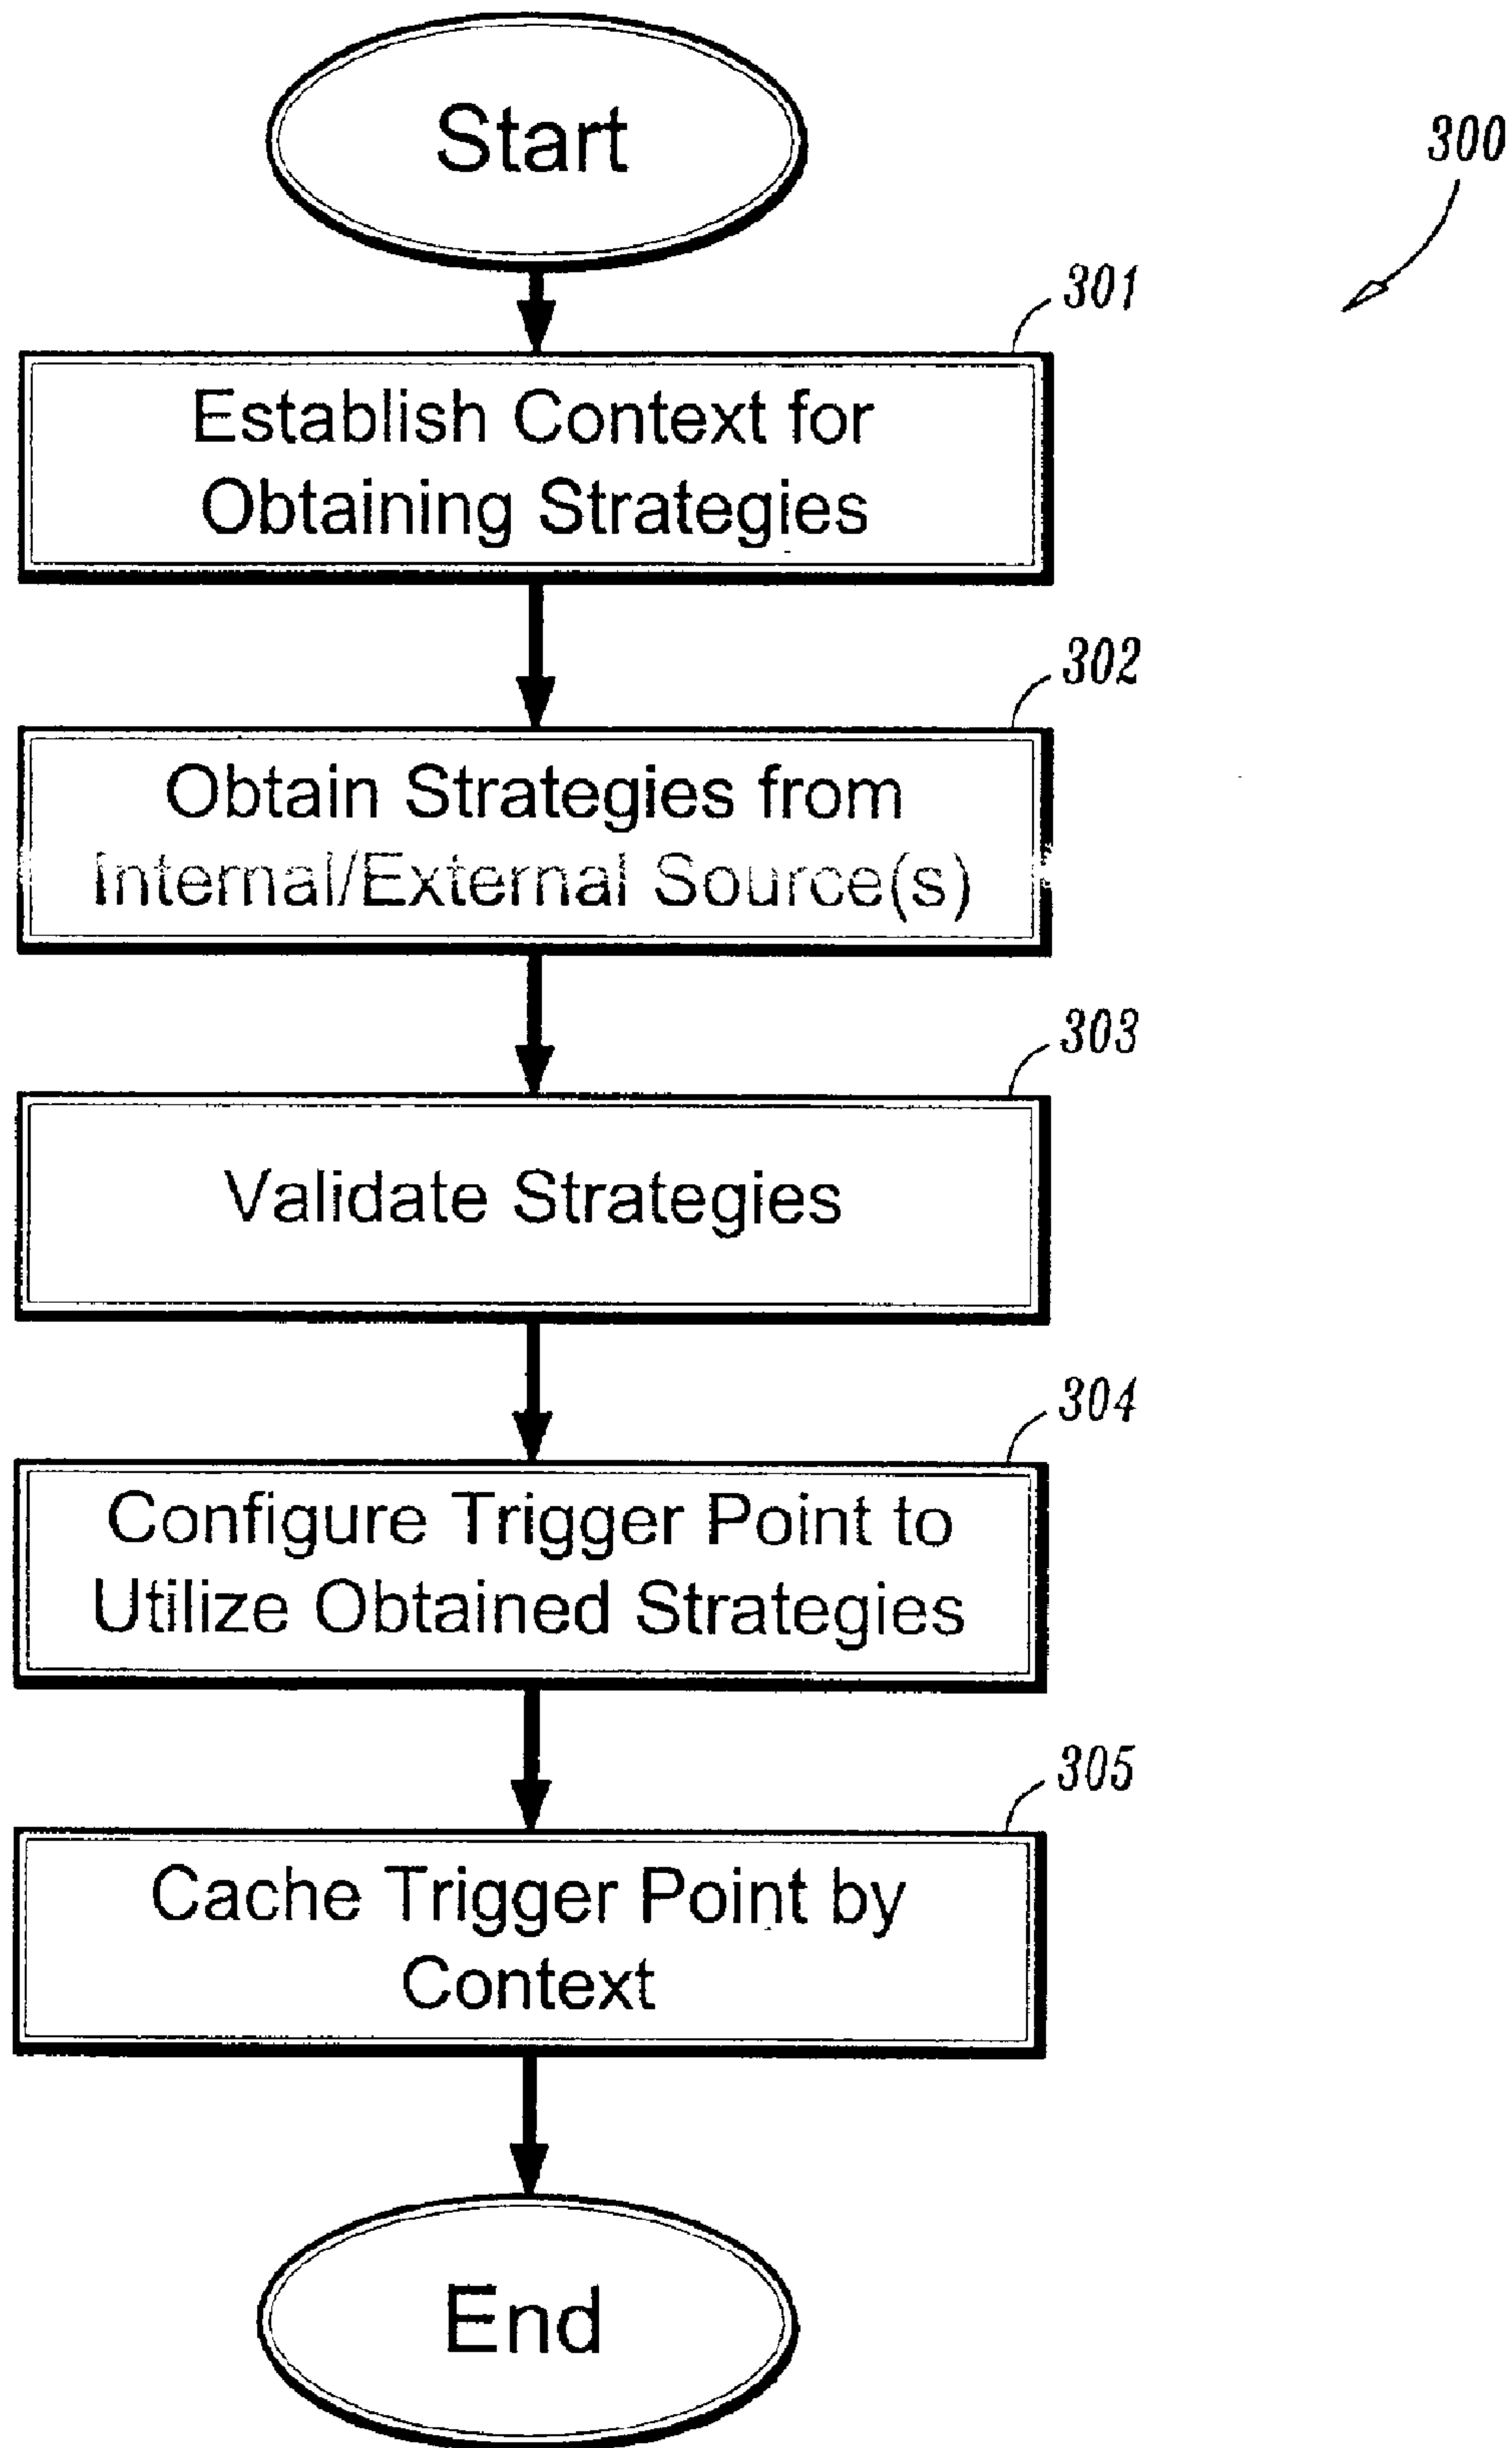 Start
300
301
Establish Context for
Obtaining Strategies
302
Obtain Strategies from
Internal/External Source(s)
303
Validate Strategies
304
Configure Trigger Point to
Utilize Obtained Strategies
305
Cache Trigger Point by
Context
End